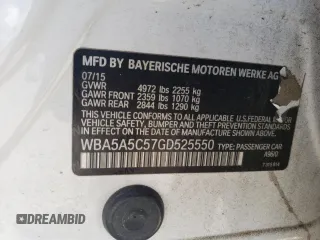 MFD BY BAYERISCHE MOTOREN WERKE AG
07/15
GVWR 4972 lbs 2255 kg
GAWR FRONT 2359 lbs 1070 kg
GAWR REAR 2844 lbs 1290 kg
THIS VEHICLE CONFORMS TO ALL APPLICABLE U.S. FEDERAL
MOTOR VEHICLE SAFETY, BUMPER, AND THEFT PREVENTION
STANDARDS IN EFFECT ON THE DATE OF MANUFACTURE SHOWN ABOVE.
WBA5A5C57GD525550 TYPE: PASSENGER CAR
A96/0
DREAMBID